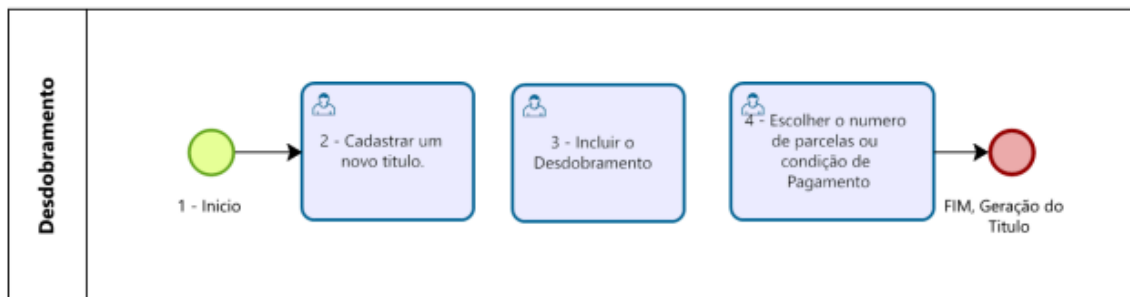 Desdobramento
1 - Inicio
2 - Cadastrar um
novo titulo.
3 - Incluir o
Desdobramento
4 - Escolher o numero
de parcelas ou
condição de
Pagamento
FIM, Geração do
Titulo